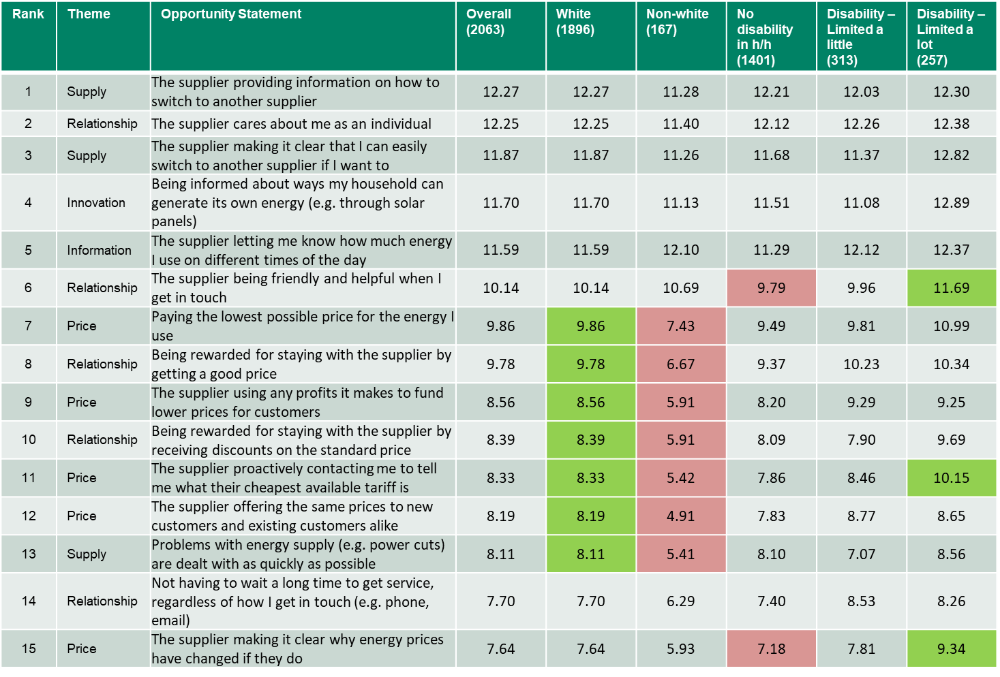 Rank Theme Opportunity Statement Overall (2063) White (1896) Non-white (167) No disability in h/h (1401) Disability – Limited a little (313) Disability – Limited a lot (257)
1 Supply The supplier providing information on how to switch to another supplier 12.27 12.27 11.28 12.21 12.03 12.30
2 Relationship The supplier cares about me as an individual 12.25 12.25 11.40 12.12 12.26 12.38
3 Supply The supplier making it clear that I can easily switch to another supplier if I want to 11.87 11.87 11.26 11.68 11.37 12.82
4 Innovation Being informed about ways my household can generate its own energy (e.g. through solar panels) 11.70 11.70 11.13 11.51 11.08 12.89
5 Information The supplier letting me know how much energy I use on different times of the day 11.59 11.59 12.10 11.29 12.12 12.37
6 Relationship The supplier being friendly and helpful when I get in touch 10.14 10.14 10.69 9.79 9.96 11.69
7 Price Paying the lowest possible price for the energy I use 9.86 9.86 7.43 9.49 9.81 10.99
8 Relationship Being rewarded for staying with the supplier by getting a good price 9.78 9.78 6.67 9.37 10.23 10.34
9 Price The supplier using any profits it makes to fund lower prices for customers 8.56 8.56 5.91 8.20 9.29 9.25
10 Relationship Being rewarded for staying with the supplier by receiving discounts on the standard price 8.39 8.39 5.91 8.09 7.90 9.69
11 Price The supplier proactively contacting me to tell me what their cheapest available tariff is 8.33 8.33 5.42 7.86 8.46 10.15
12 Price The supplier offering the same prices to new customers and existing customers alike 8.19 8.19 4.91 7.83 8.77 8.65
13 Supply Problems with energy supply (e.g. power cuts) are dealt with as quickly as possible 8.11 8.11 5.41 8.10 7.07 8.56
14 Relationship Not having to wait a long time to get service, regardless of how I get in touch (e.g. phone, email) 7.70 7.70 6.29 7.40 8.53 8.26
15 Price The supplier making it clear why energy prices have changed if they do 7.64 7.64 5.93 7.18 7.81 9.34